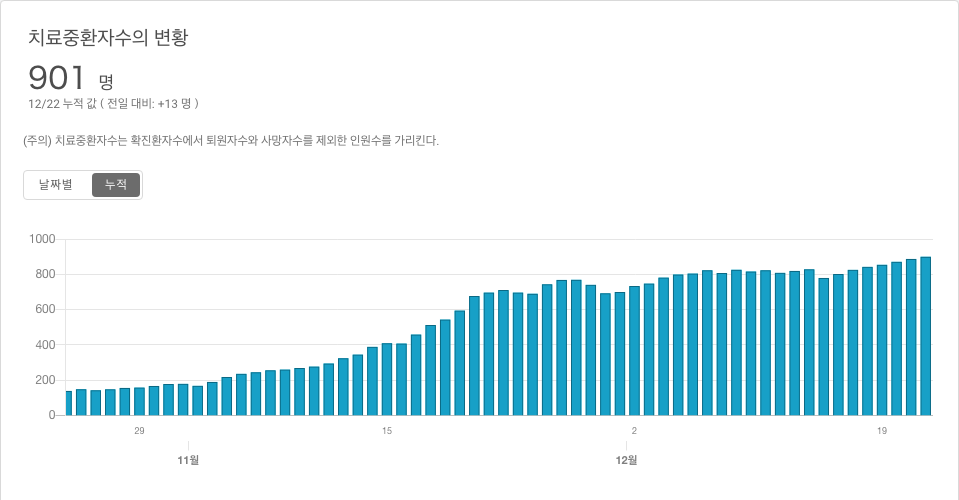 치료중환자수의 변황
901 명
12/22 누적 값 ( 전일 대비: +13 명 )
(주의) 치료중환자수는 확진환자수에서 퇴원자수와 사망자수를 제외한 인원수를 가리킨다.
날짜별 누적
1000
800
600
400
200
0
29 15 2 19
11월 12월